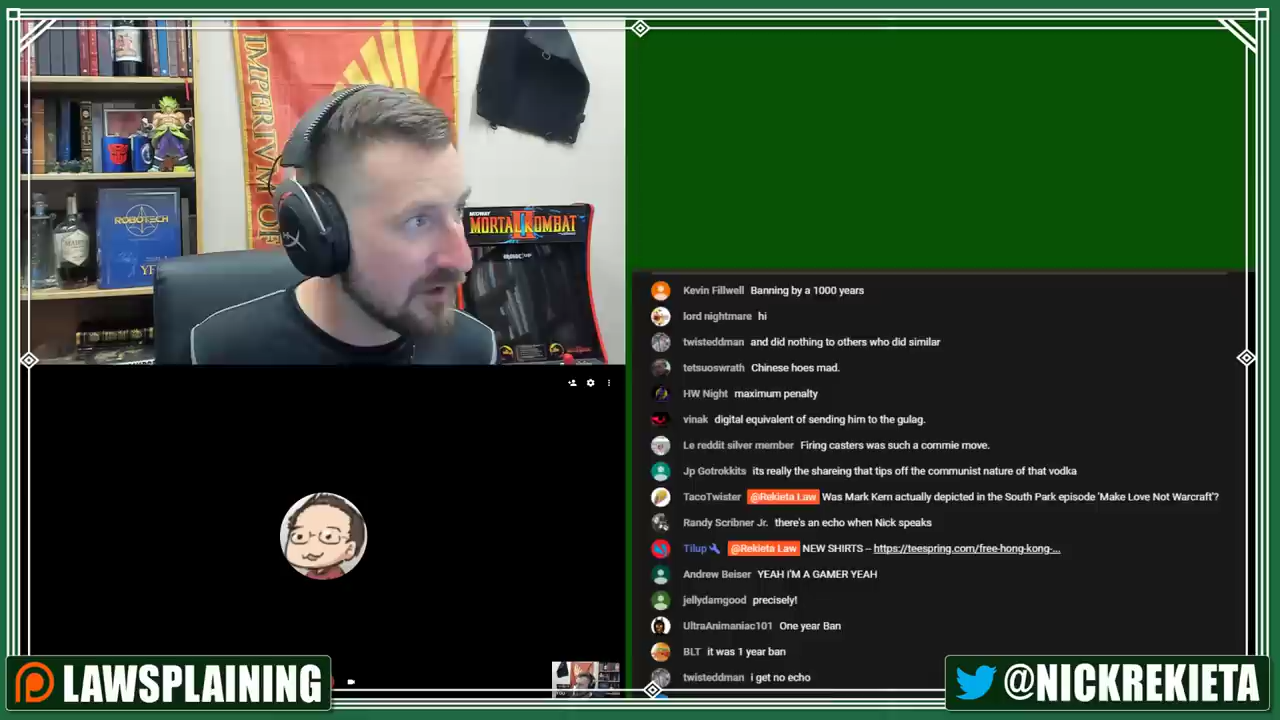 IMPERIVM OF
ROBOTECH
MIDWAY
MORTAL KOMBAT
II
Kevin Fillwell Banning by a 1000 years
lord nightmare hi
twisteddman and did nothing to others who did similar
tetsuoswrath Chinese hoes mad.
HW Night maximum penalty
vinak digital equivalent of sending him to the gulag.
Le reddit silver member Firing casters was such a commie move.
Jp Gotrokkits its really the shareing that tips off the communist nature of that vodka
TacoTwister @Rekieta Law Was Mark Kern actually depicted in the South Park episode 'Make Love Not Warcraft'?
Randy Scribner Jr. there's an echo when Nick speaks
Tilup @Rekieta Law NEW SHIRTS – https://teespring.com/free-hong-kong-...
Andrew Beiser YEAH I'M A GAMER YEAH
jellydamgood precisely!
UltraAnimaniac101 One year Ban
BLT it was 1 year ban
twisteddman i get no echo
LAWSPLAINING
@NICKREKIETA